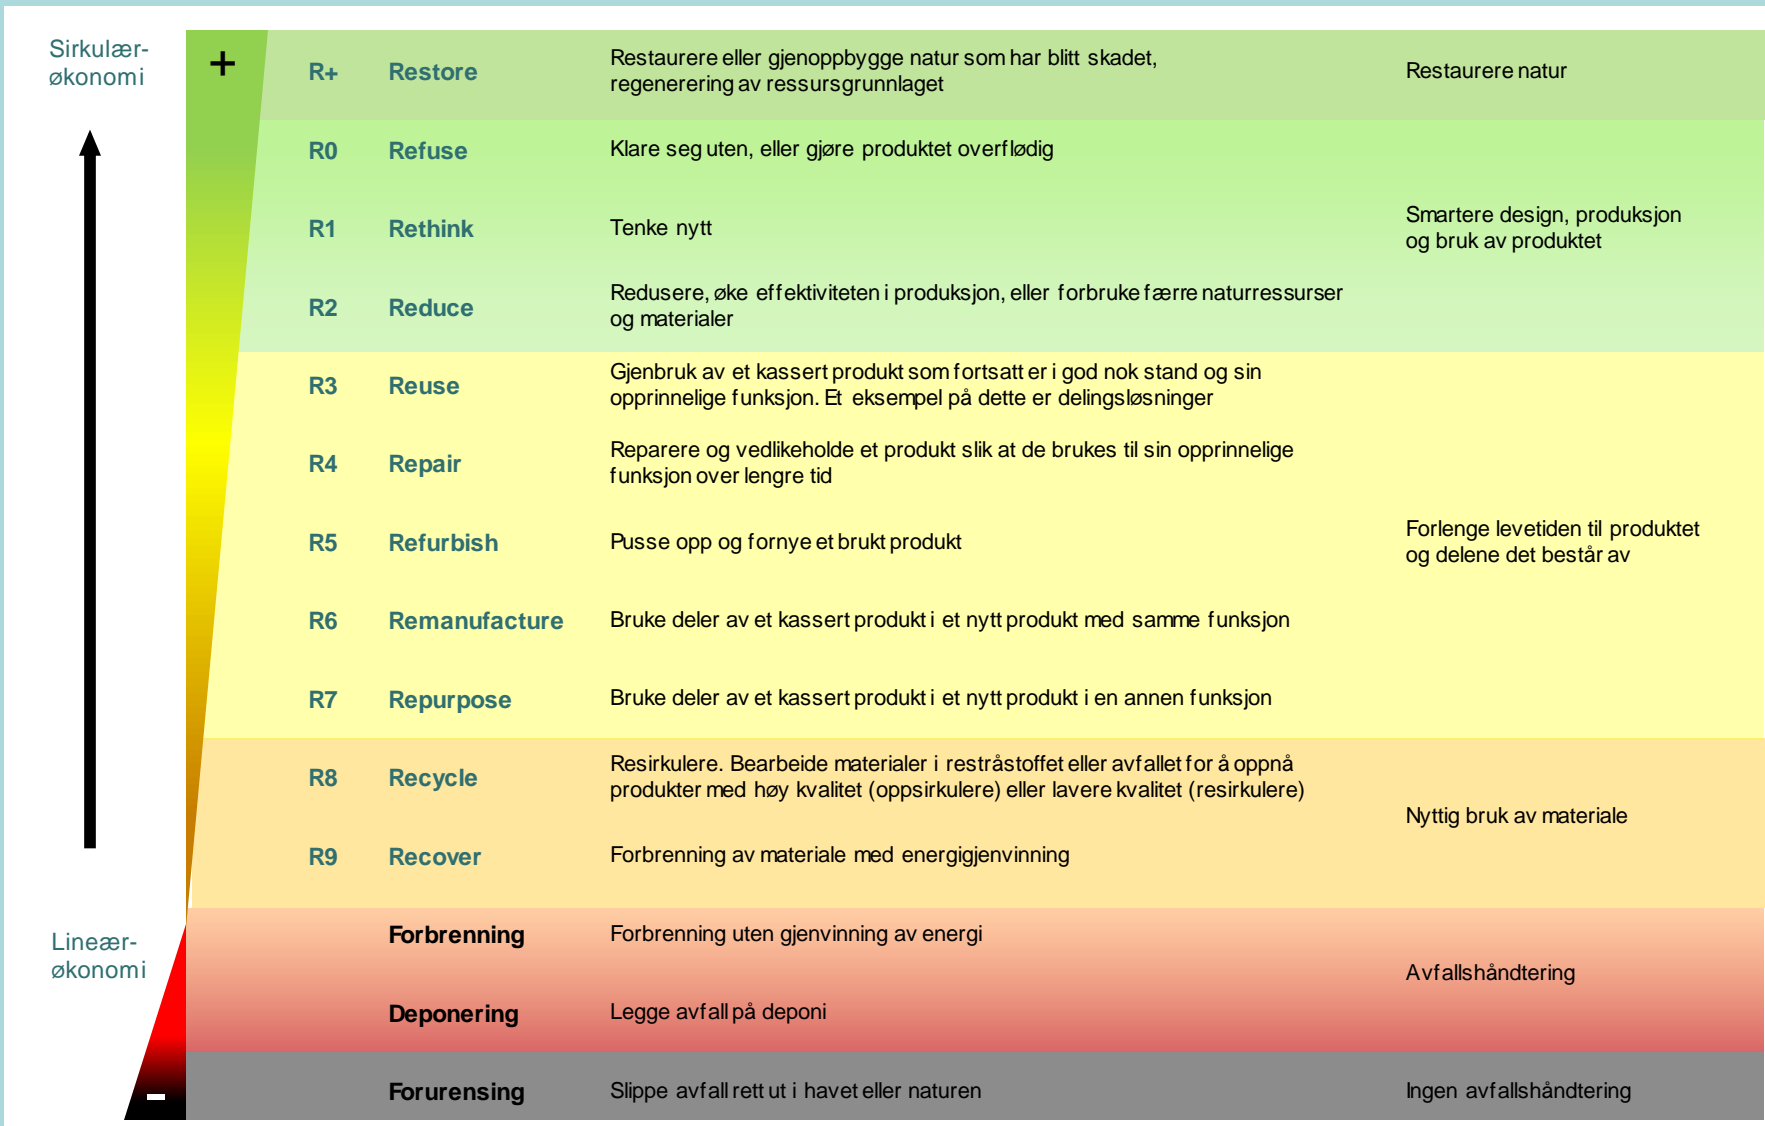 Sirkulær-
økonomi
+
R+ Restore Restaurere eller gjenoppbygge natur som har blitt skadet,
regenerering av ressursgrunnlaget
Restaurere natur
R0 Refuse Klare seg uten, eller gjøre produktet overflødig
R1 Rethink Tenke nytt
Smartere design, produksjon
og bruk av produktet
R2 Reduce Redusere, øke effektiviteten i produksjon, eller forbruke færre naturressurser
og materialer
R3 Reuse Gjenbruk av et kassert produkt som fortsatt er i god nok stand og sin
opprinnelige funksjon. Et eksempel på dette er delingsløsninger
R4 Repair Reparere og vedlikeholde et produkt slik at de brukes til sin opprinnelige
funksjon over lengre tid
R5 Refurbish Pusse opp og fornye et brukt produkt
Forlenge levetiden til produktet
og delene det består av
R6 Remanufacture Bruke deler av et kassert produkt i et nytt produkt med samme funksjon
R7 Repurpose Bruke deler av et kassert produkt i et nytt produkt i en annen funksjon
R8 Recycle Resirkulere. Bearbeide materialer i restråstoffet eller avfallet for å oppnå
produkter med høy kvalitet (oppsirkulere) eller lavere kvalitet (resirkulere)
Nyttig bruk av materiale
R9 Recover Forbrenning av materiale med energigjenvinning
Lineær-
økonomi
Forbrenning Forbrenning uten gjenvinning av energi
Avfallshåndtering
Deponering Legge avfall på deponi
-
Forurensing Slippe avfall rett ut i havet eller naturen Ingen avfallshåndtering